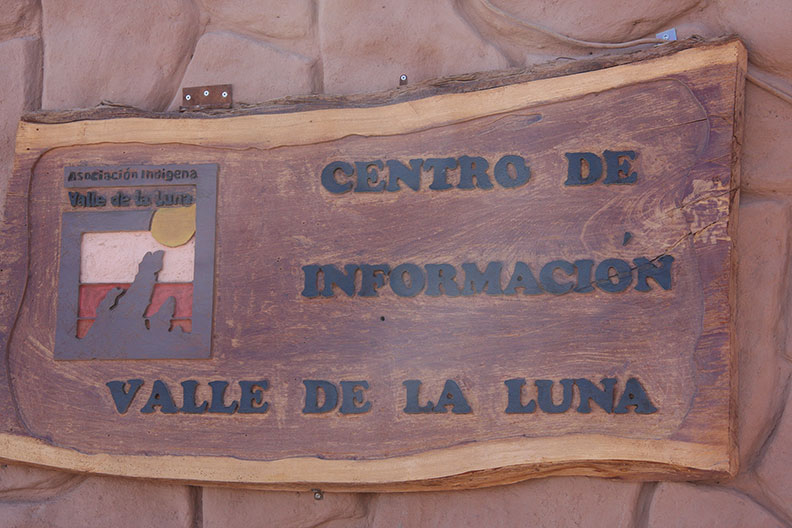 Asociación Indígena
Valle de la Luna
CENTRO DE
INFORMACIÓN
VALLE DE LA LUNA